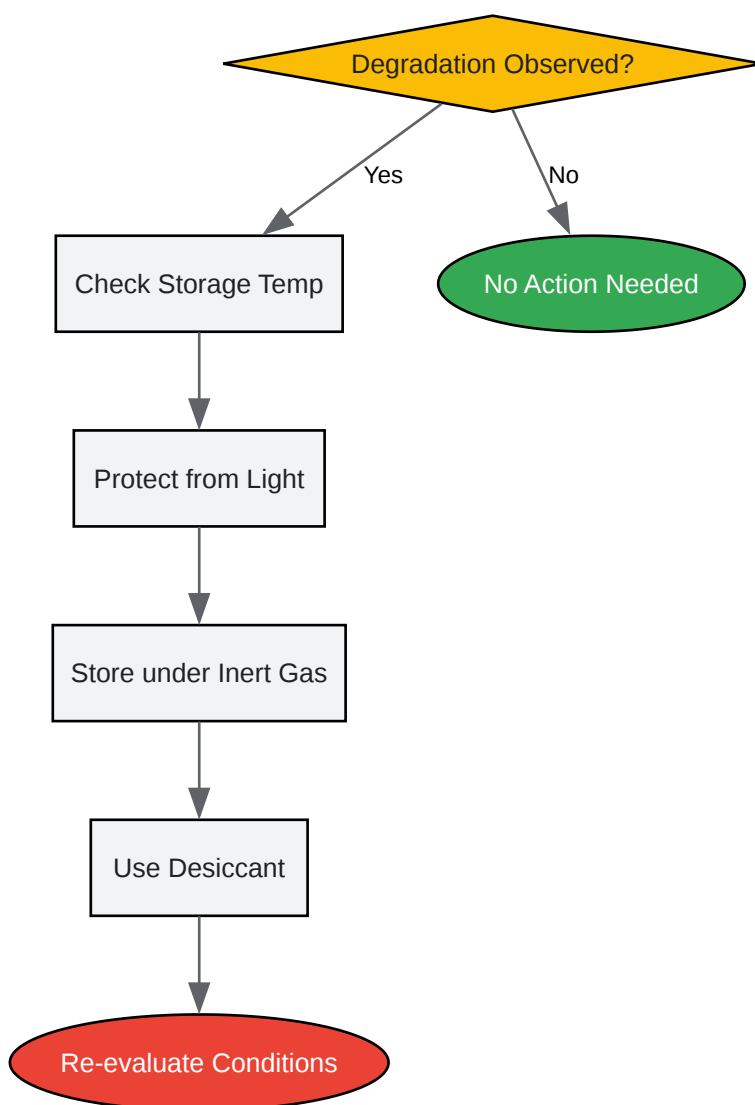 Degradation Observed?
Yes
No
Check Storage Temp
No Action Needed
Protect from Light
Store under Inert Gas
Use Desiccant
Re-evaluate Conditions